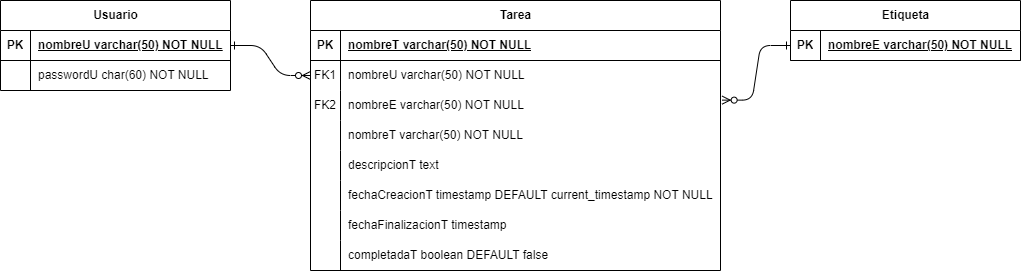 Usuario
PK nombreU varchar(50) NOT NULL
passwordU char(60) NOT NULL
Tarea
PK nombreT varchar(50) NOT NULL
FK1 nombreU varchar(50) NOT NULL
FK2 nombreE varchar(50) NOT NULL
nombreT varchar(50) NOT NULL
descripcionT text
fechaCreacionT timestamp DEFAULT current_timestamp NOT NULL
fechaFinalizacionT timestamp
completadaT boolean DEFAULT false
Etiqueta
PK nombreE varchar(50) NOT NULL